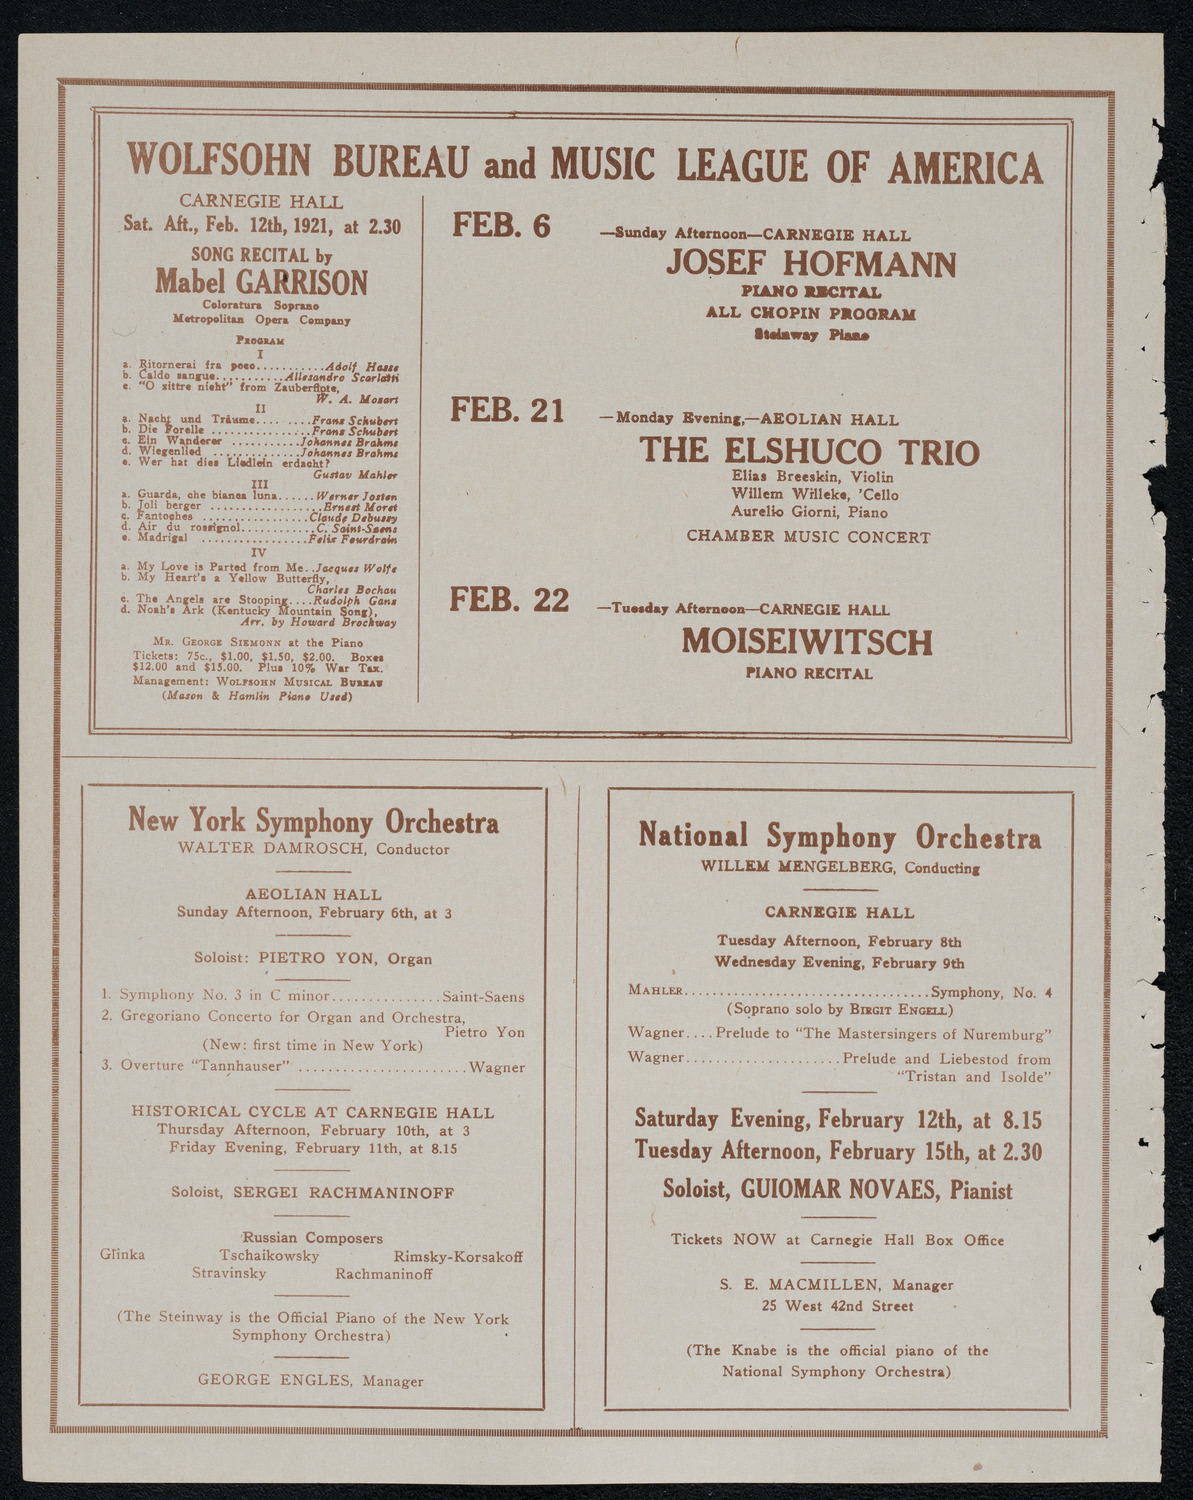 WOLFSOHN BUREAU and MUSIC LEAGUE OF AMERICA
CARNEGIE HALL
Sat. Aft., Feb. 12th, 1921, at 2.30
SONG RECITAL by
Mabel GARRISON
Coloratura Soprano
Metropolitan Opera Company
PROGRAM
I
a. Ritornerai fra poco...........Adolf Hasse
b. Caldo sangue...........Allesandro Scarlatti
c. "O zittre nicht" from Zauberflote,
W. A. Mozart
II
a. Nacht und Träume.... ....Franz Schubert
b. Die Forelle ................Franz Schubert
c. Ein Wanderer ...........Johannes Brahms
d. Wiegenlied ..............Johannes Brahms
e. Wer hat dies Liedlein erdacht?
Gustav Mahler
III
a. Guarda, che bianca luna......Werner Josten
b. Joli berger ..................Ernest Moret
c. Fantoches .................Claude Debussy
d. Air du rossignol............C. Saint-Saens
e. Madrigal .................Felix Fourdrain
IV
a. My Love is Parted from Me..Jacques Wolfe
b. My Heart's a Yellow Butterfly,
Charles Bochau
c. The Angels are Stooping....Rudolph Ganz
d. Noah's Ark (Kentucky Mountain Song),
Arr. by Howard Brockway
MR. GEORGE SIEMONN at the Piano
Tickets: 75c., $1.00, $1.50, $2.00. Boxes
$12.00 and $15.00. Plus 10% War Tax.
Management: WOLFSOHN MUSICAL BUREAU
(Mason & Hamlin Piano Used)
FEB. 6 —Sunday Afternoon—CARNEGIE HALL
JOSEF HOFMANN
PIANO RECITAL
ALL CHOPIN PROGRAM
Steinway Piano
FEB. 21 —Monday Evening,—AEOLIAN HALL
THE ELSHUCO TRIO
Elias Breeskin, Violin
Willem Willeke, 'Cello
Aurelio Giorni, Piano
CHAMBER MUSIC CONCERT
FEB. 22 —Tuesday Afternoon—CARNEGIE HALL
MOISEIWITSCH
PIANO RECITAL
New York Symphony Orchestra
WALTER DAMROSCH, Conductor
AEOLIAN HALL
Sunday Afternoon, February 6th, at 3
Soloist: PIETRO YON, Organ
1. Symphony No. 3 in C minor...............Saint-Saens
2. Gregoriano Concerto for Organ and Orchestra,
Pietro Yon
(New: first time in New York)
3. Overture "Tannhauser" .......................Wagner
HISTORICAL CYCLE AT CARNEGIE HALL
Thursday Afternoon, February 10th, at 3
Friday Evening, February 11th, at 8.15
Soloist, SERGEI RACHMANINOFF
Russian Composers
Glinka Tschaikowsky Rimsky-Korsakoff
Stravinsky Rachmaninoff
(The Steinway is the Official Piano of the New York
Symphony Orchestra)
GEORGE ENGLES, Manager
National Symphony Orchestra
WILLEM MENGELBERG, Conducting
CARNEGIE HALL
Tuesday Afternoon, February 8th
Wednesday Evening, February 9th
MAHLER..................................Symphony, No. 4
(Soprano solo by BIRGIT ENGELL)
Wagner....Prelude to "The Mastersingers of Nuremburg"
Wagner.....................Prelude and Liebestod from
"Tristan and Isolde"
Saturday Evening, February 12th, at 8.15
Tuesday Afternoon, February 15th, at 2.30
Soloist, GUIOMAR NOVAES, Pianist
Tickets NOW at Carnegie Hall Box Office
S. E. MACMILLEN, Manager
25 West 42nd Street
(The Knabe is the official piano of the
National Symphony Orchestra)